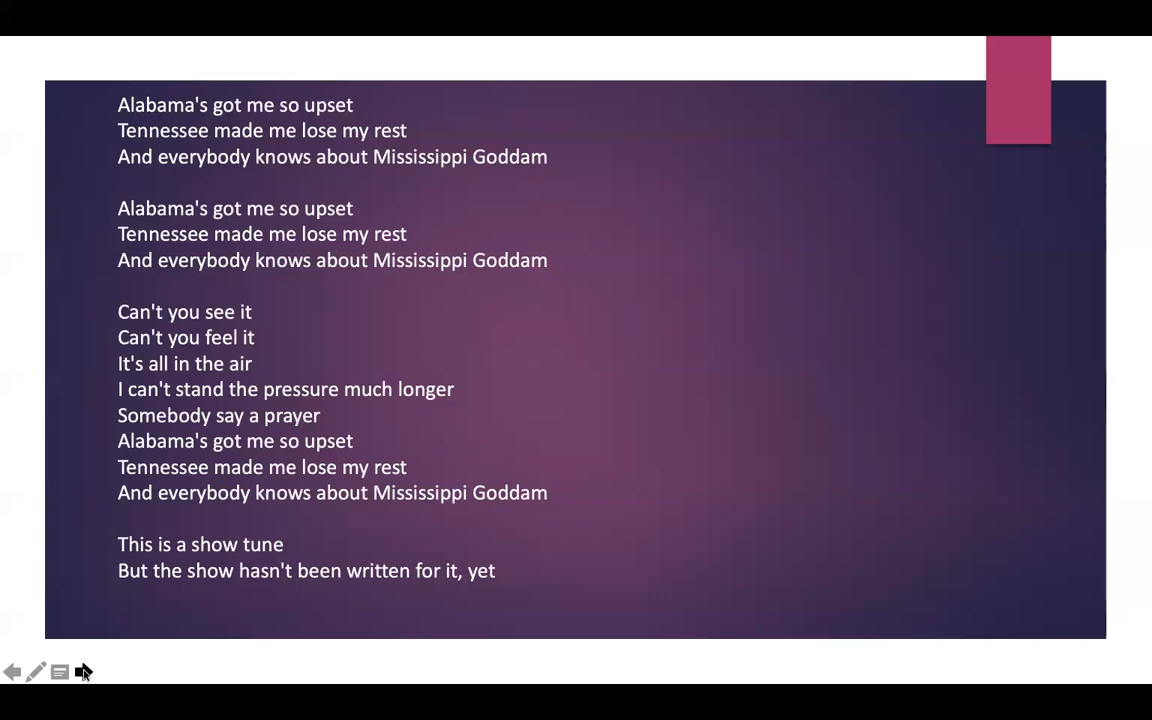 Alabama's got me so upset
Tennessee made me lose my rest
And everybody knows about Mississippi Goddam
Alabama's got me so upset
Tennessee made me lose my rest
And everybody knows about Mississippi Goddam
Can't you see it
Can't you feel it
It's all in the air
I can't stand the pressure much longer
Somebody say a prayer
Alabama's got me so upset
Tennessee made me lose my rest
And everybody knows about Mississippi Goddam
This is a show tune
But the show hasn't been written for it, yet